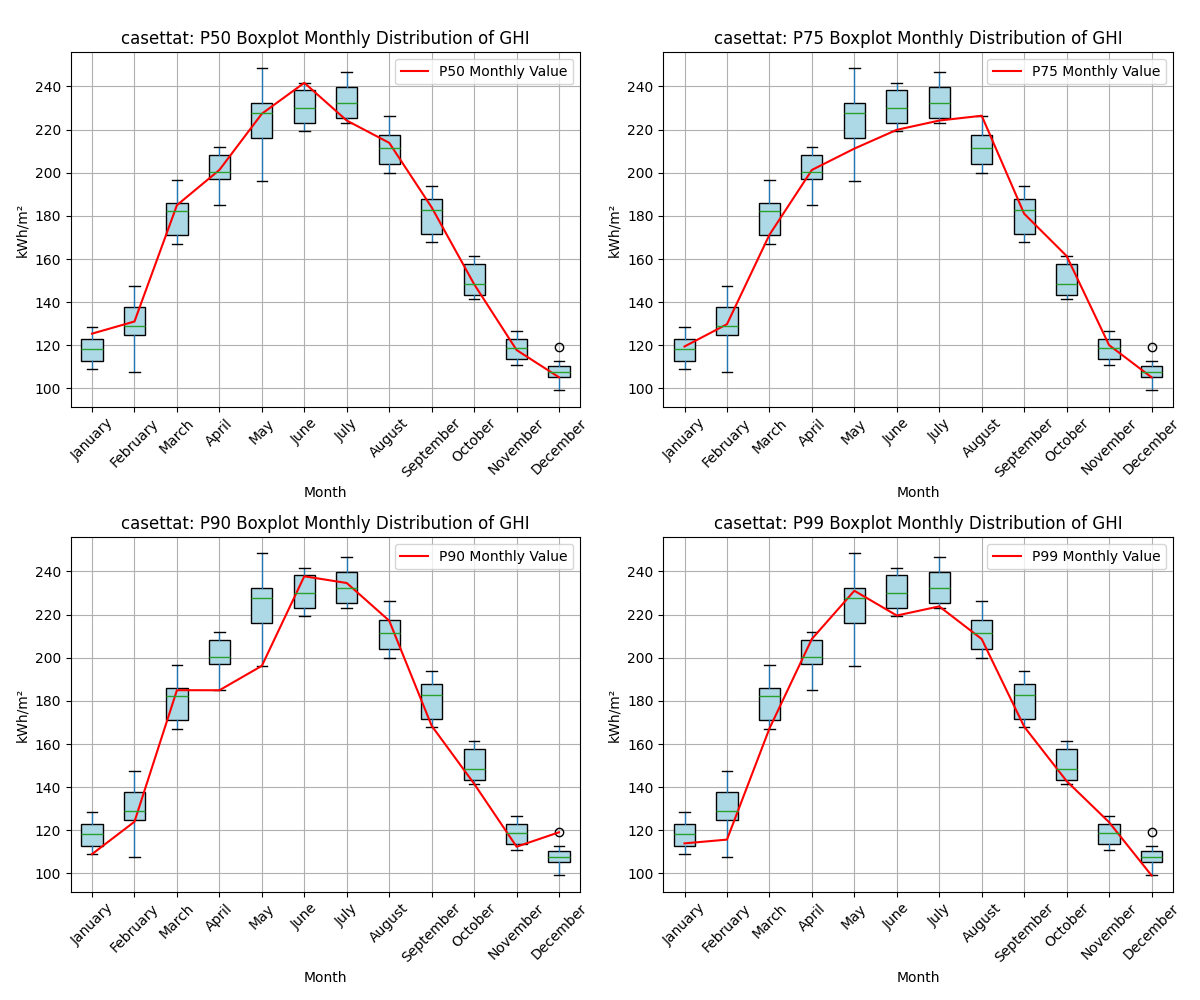 casettat: P50 Boxplot Monthly Distribution of GHI
P50 Monthly Value
kWh/m²
240
220
200
180
160
140
120
100
January
February
March
April
May
June
July
August
September
October
November
December
Month
casettat: P75 Boxplot Monthly Distribution of GHI
P75 Monthly Value
kWh/m²
240
220
200
180
160
140
120
100
January
February
March
April
May
June
July
August
September
October
November
December
Month
casettat: P90 Boxplot Monthly Distribution of GHI
P90 Monthly Value
kWh/m²
240
220
200
180
160
140
120
100
January
February
March
April
May
June
July
August
September
October
November
December
Month
casettat: P99 Boxplot Monthly Distribution of GHI
P99 Monthly Value
kWh/m²
240
220
200
180
160
140
120
100
January
February
March
April
May
June
July
August
September
October
November
December
Month